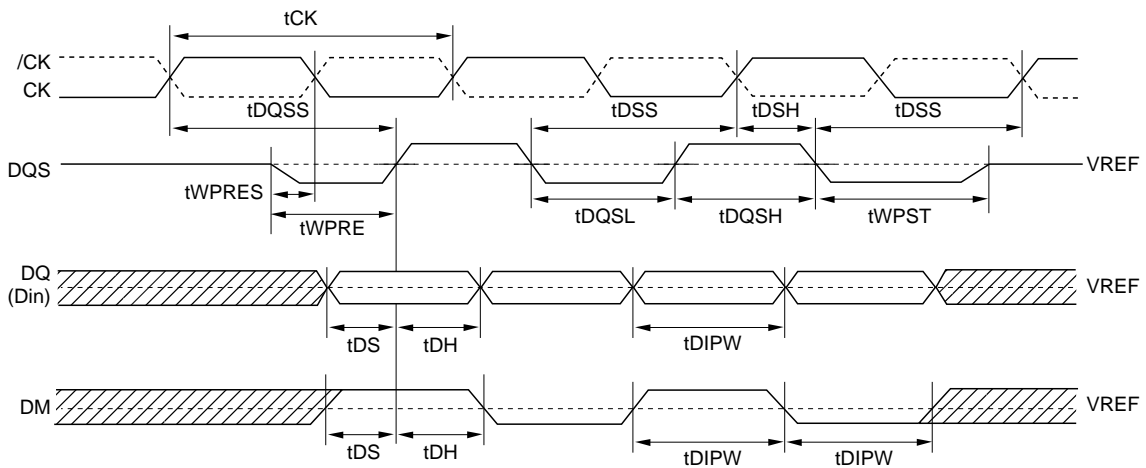 tCK
/CK
CK
tDQSS
tDSS
tDSH
tDSS
DQS
VREF
tWPRES
tWPRE
tDQSL
tDQSH
tWPST
DQ
(Din)
VREF
tDS
tDH
tDIPW
DM
VREF
tDS
tDH
tDIPW
tDIPW